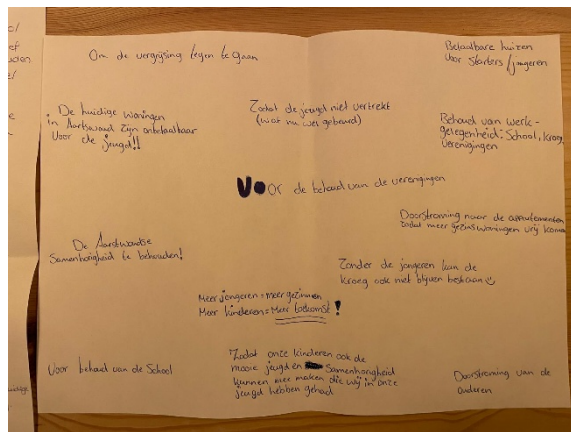 Om de vergrijsing tegen te gaan
Betaalbare huizen
voor starters/jongeren
De huidige woningen
in Aartswoud zijn onbetaalbaar
voor de jeugd!!
Zodat de jeugd niet vertrekt
(wat nu wel gebeurd)
Behoud van werk-
gelegenheid: School, kroeg,
verenigingen
VOOr de behoud van de verenigingen
Doorstroming naar de appartementen
zodat meer gezinswoningen vrij komen
De Aartswoudse
Samenhorigheid te behouden!
Zonder de jongeren kan de
kroeg ook niet blijven bestaan
Meer jongeren = meer gezinnen
Meer kinderen = Meer toekomst!
Voor behoud van de School
Zodat onze kinderen ook de
mooie jeugd en Samenhorigheid
kunnen mee maken die wij in onze
jeugd hebben gehad
Doorstroming van de
ouderen